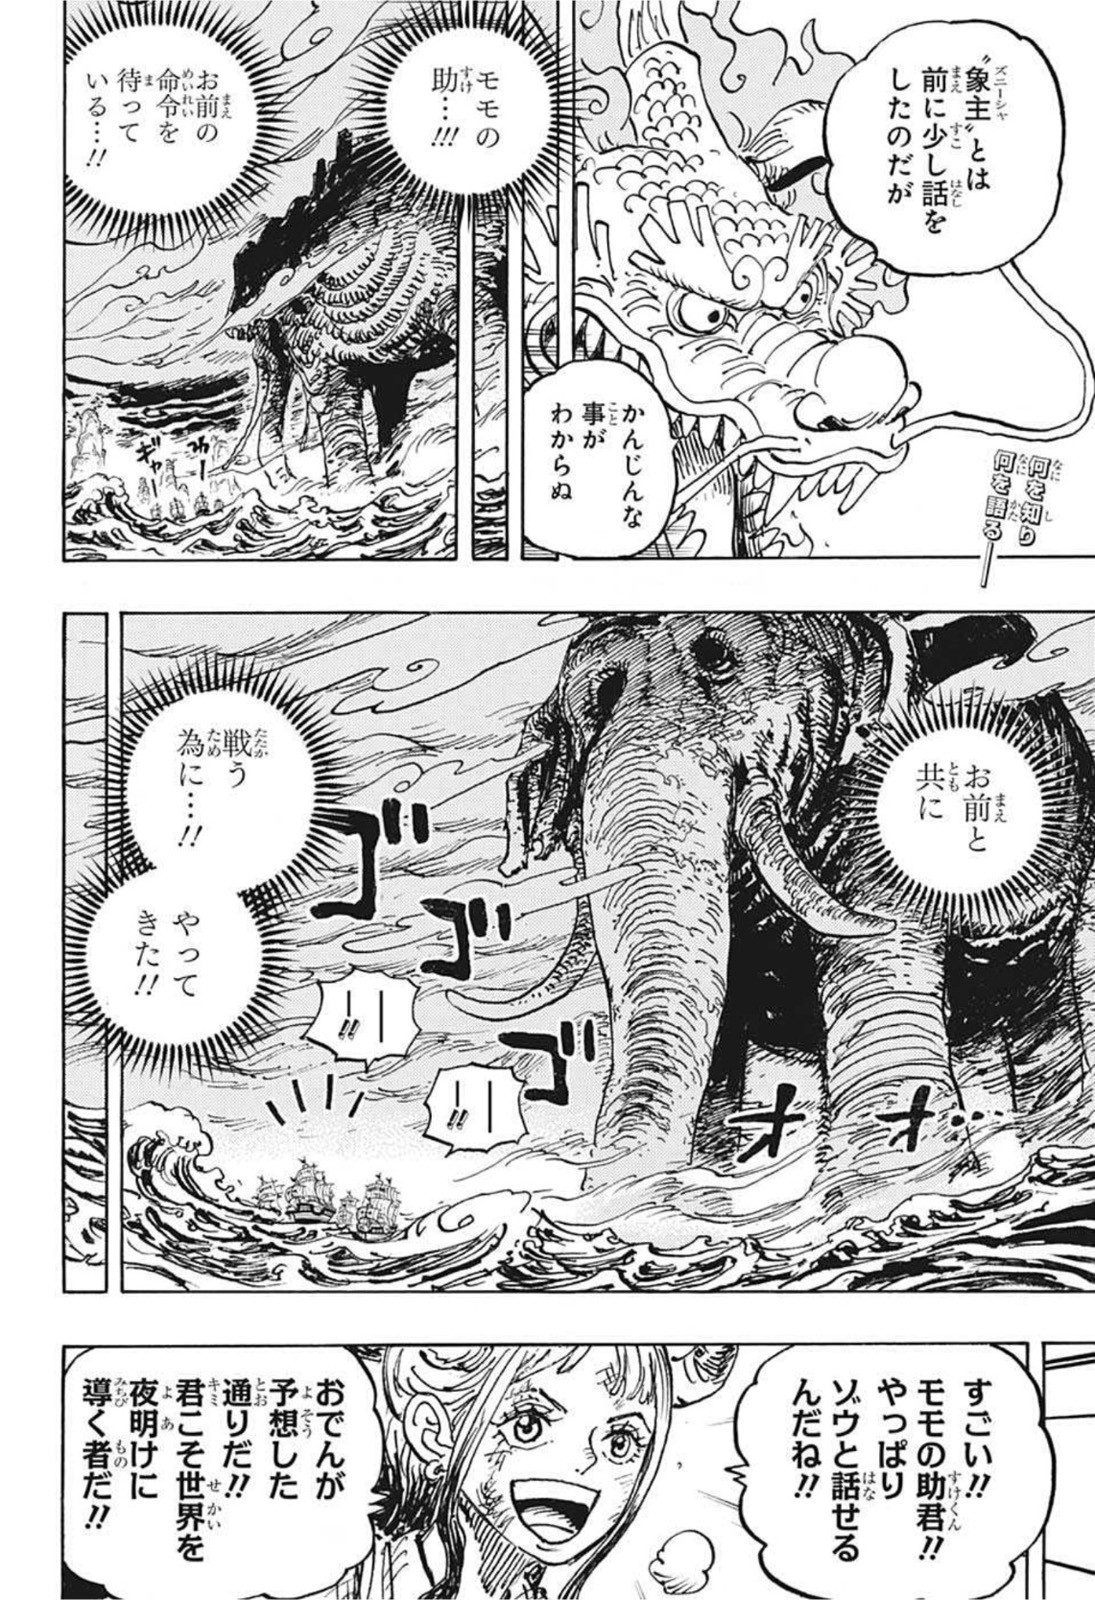 〝象主〟とは
前に少し話を
したのだが
かんじんな
事が
わからぬ
何を知り
何を語る──
モモの
助…!!!
お前の
命令を
待って
いる…!!
ギャー
わー
お前と
共に
戦う
為に…!!
やって
きた!!
ゴゴゴオオ…
──!!
──!!
すごい!!
モモの助君!!
やっぱり
ゾウと話せる
んだね!!
おでんが
予想した
通りだ!!
君こそ世界を
夜明けに
導く者だ!!